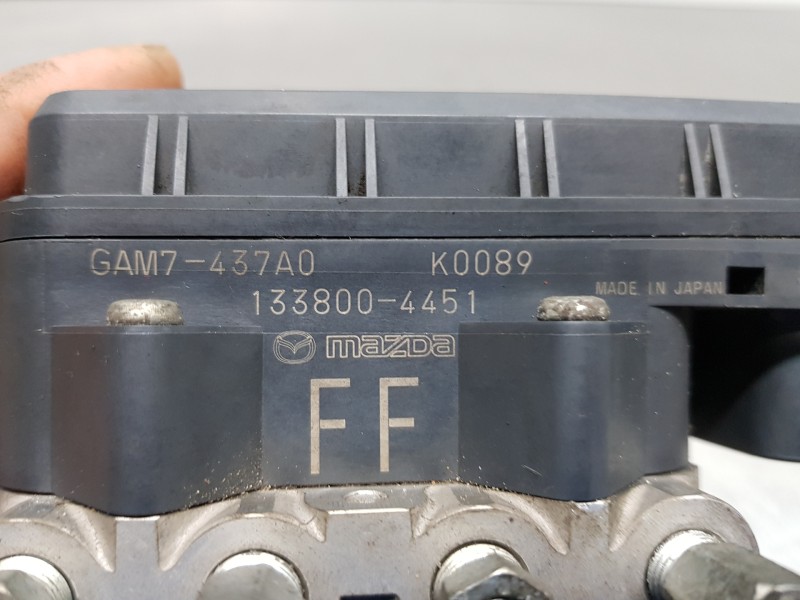 GAM7-437A0 K0089
133800-4451
MADE IN JAPAN
mazda
FF